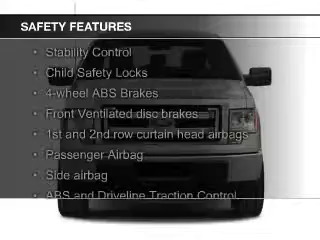 SAFETY FEATURES
• Stability Control
• Child Safety Locks
• 4-wheel ABS Brakes
• Front Ventilated disc brakes
• 1st and 2nd row curtain head airbags
• Passenger Airbag
• Side airbag
• ABS and Driveline Traction Control